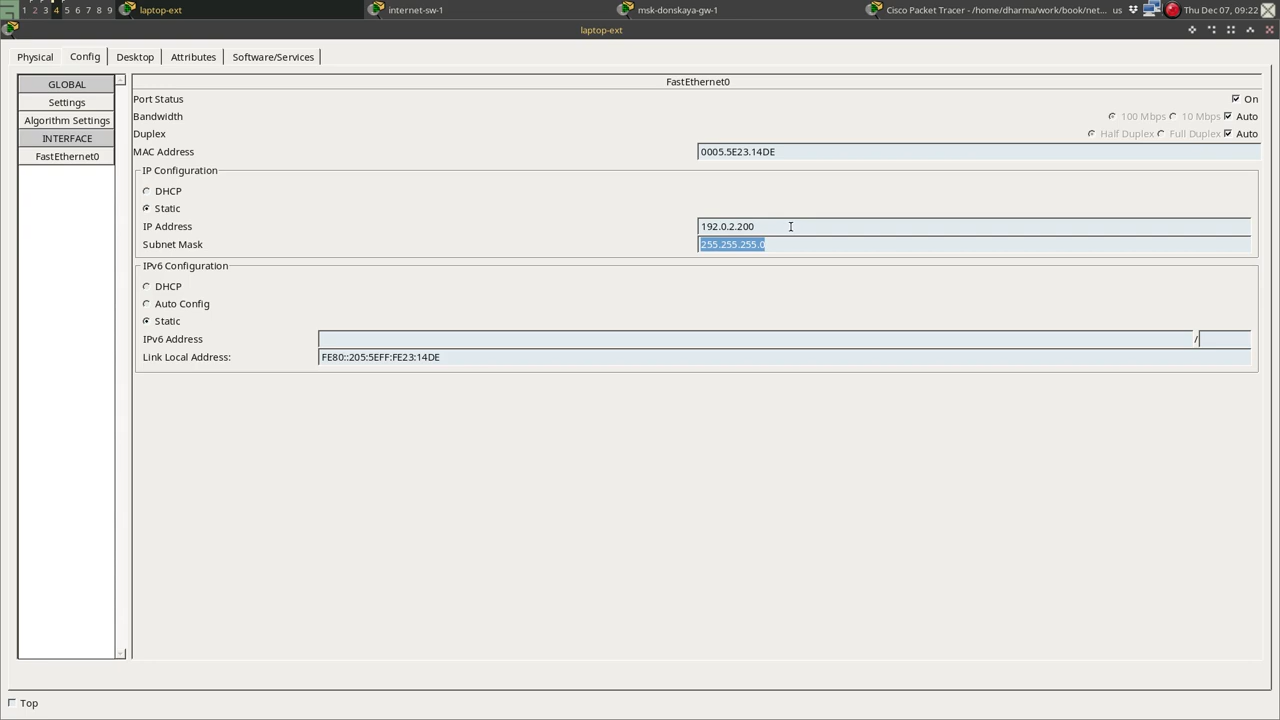 1 2 3 4 5 6 7 8 9 laptop-ext internet-sw-1 msk-donskaya-gw-1 Cisco Packet Tracer - /home/dharma/work/book/net... us Thu Dec 07, 09:22
laptop-ext
Physical Config Desktop Attributes Software/Services
GLOBAL
Settings
Algorithm Settings
INTERFACE
FastEthernet0
FastEthernet0
Port Status On
Bandwidth 100 Mbps 10 Mbps Auto
Duplex Half Duplex Full Duplex Auto
MAC Address 0005.5E23.14DE
IP Configuration
DHCP
Static
IP Address 192.0.2.200
Subnet Mask 255.255.255.0
IPv6 Configuration
DHCP
Auto Config
Static
IPv6 Address /
Link Local Address: FE80::205:5EFF:FE23:14DE
Top